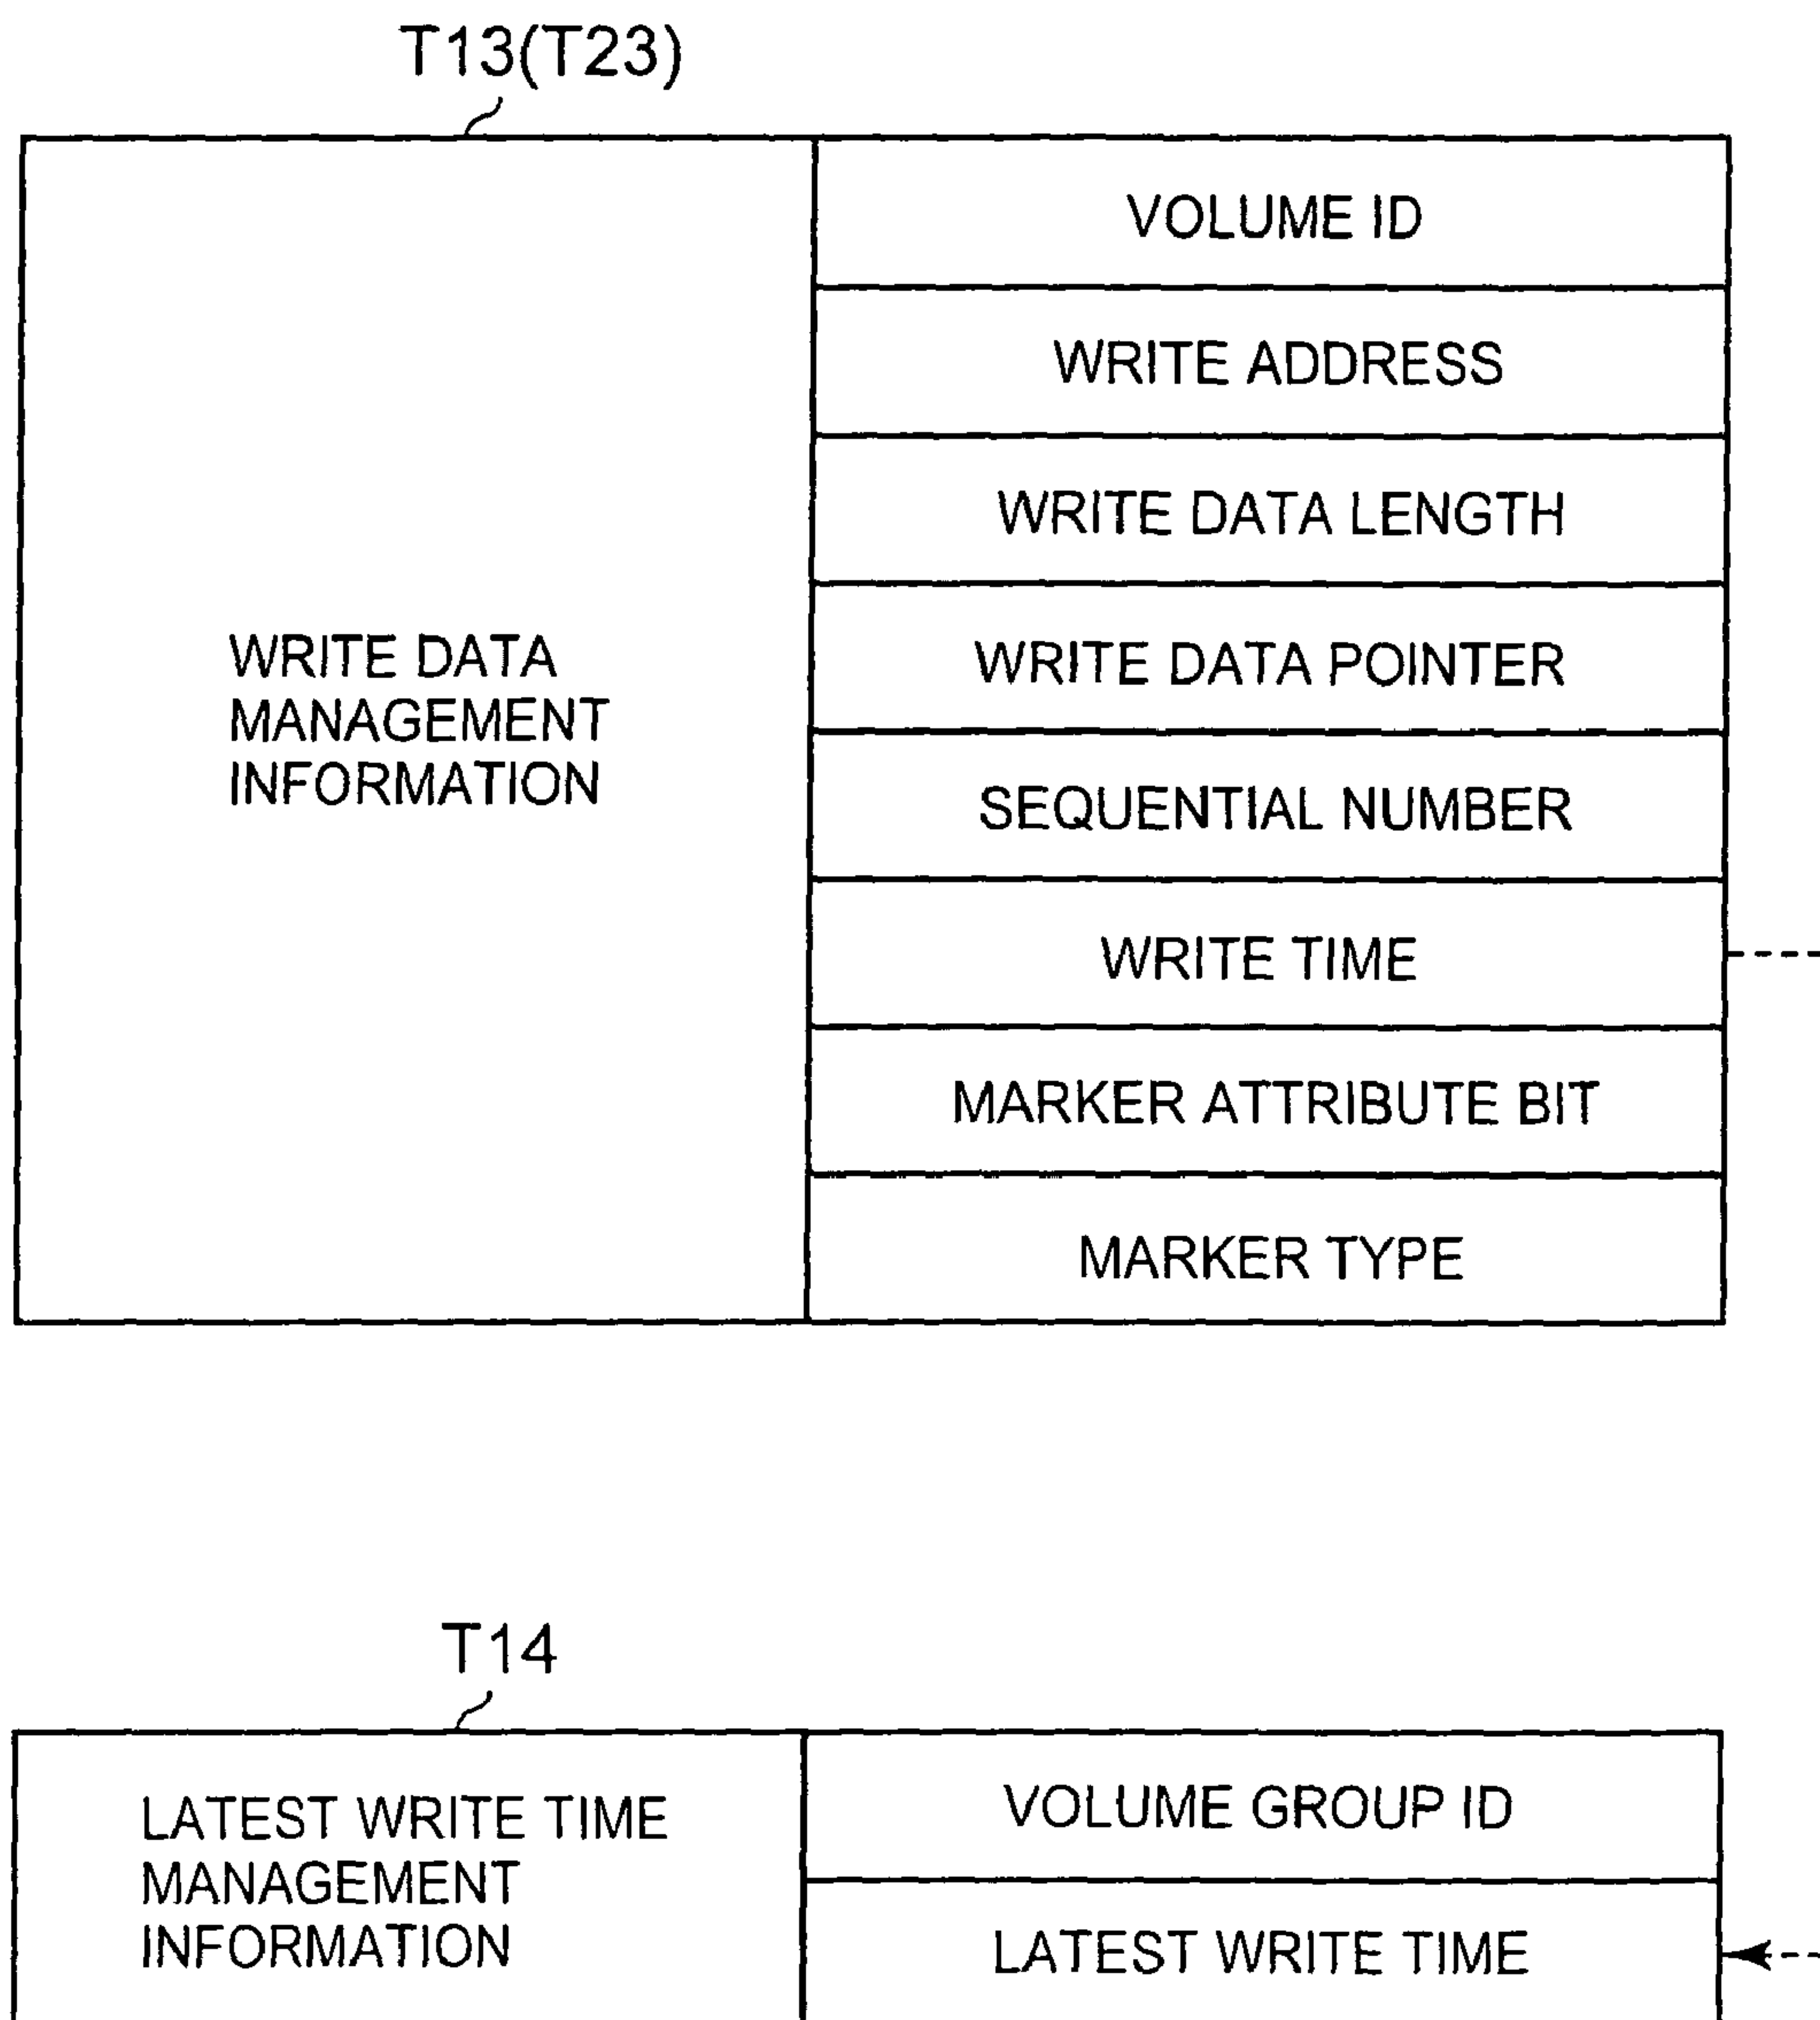 T13(T23)
WRITE DATA
MANAGEMENT
INFORMATION
VOLUME ID
WRITE ADDRESS
WRITE DATA LENGTH
WRITE DATA POINTER
SEQUENTIAL NUMBER
WRITE TIME
MARKER ATTRIBUTE BIT
MARKER TYPE
T14
LATEST WRITE TIME
MANAGEMENT
INFORMATION
VOLUME GROUP ID
LATEST WRITE TIME